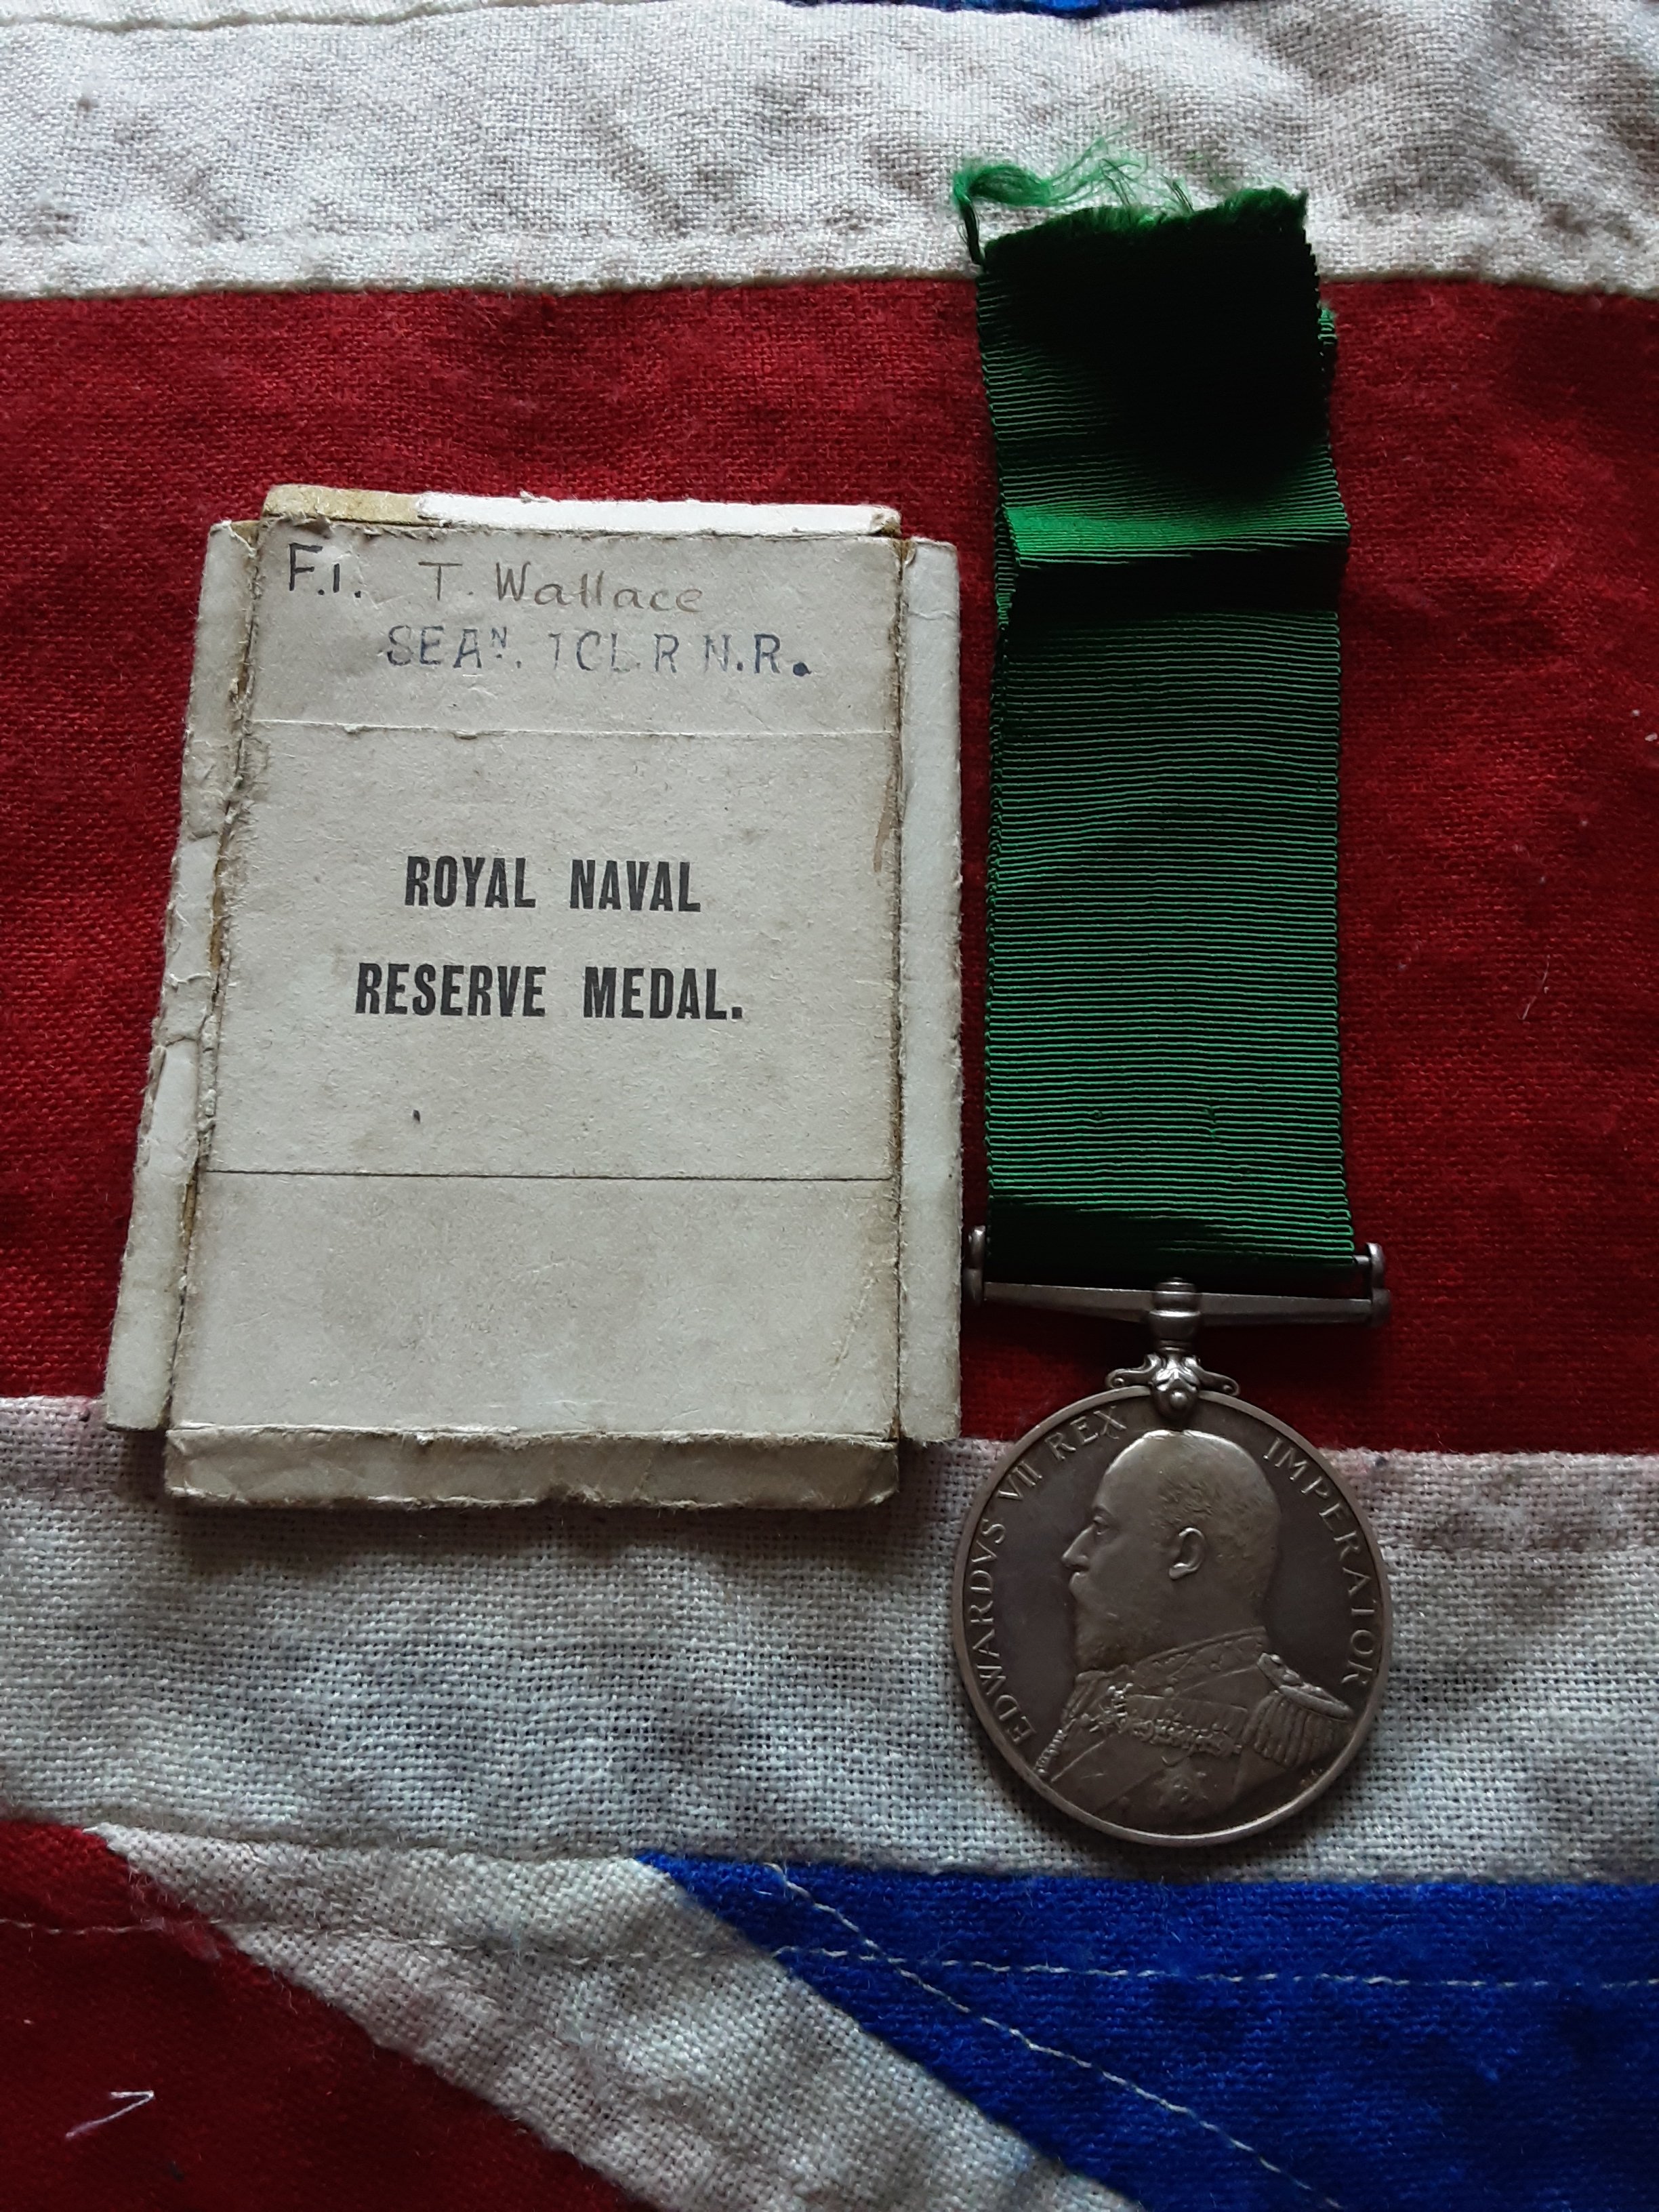 F.1. T. Wallace
SEAN. 1CL.R N.R.
ROYAL NAVAL
RESERVE MEDAL.
EDWARDVS VII REX IMPERATOR